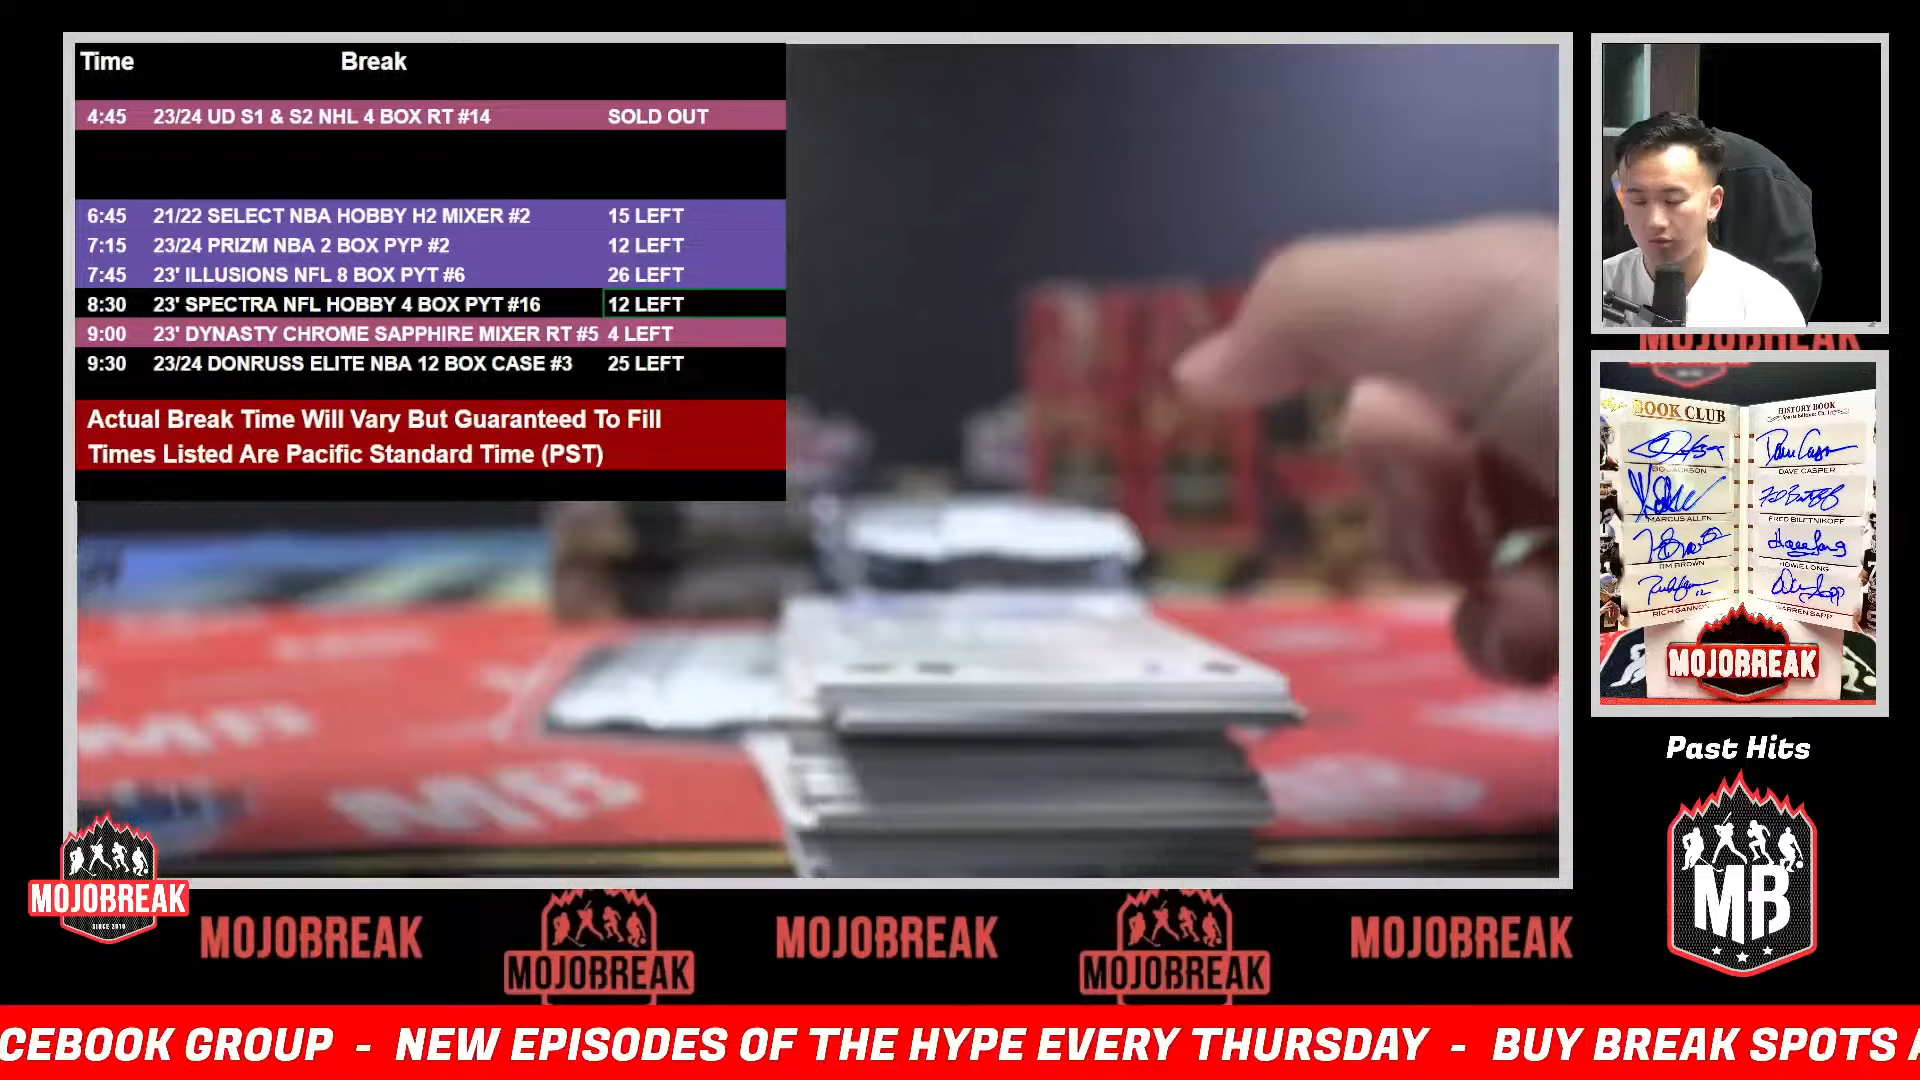 Time Break
4:45 23/24 UD S1 & S2 NHL 4 BOX RT #14 SOLD OUT
6:45 21/22 SELECT NBA HOBBY H2 MIXER #2 15 LEFT
7:15 23/24 PRIZM NBA 2 BOX PYP #2 12 LEFT
7:45 23' ILLUSIONS NFL 8 BOX PYT #6 26 LEFT
8:30 23' SPECTRA NFL HOBBY 4 BOX PYT #16 12 LEFT
9:00 23' DYNASTY CHROME SAPPHIRE MIXER RT #5 4 LEFT
9:30 23/24 DONRUSS ELITE NBA 12 BOX CASE #3 25 LEFT
Actual Break Time Will Vary But Guaranteed To Fill
Times Listed Are Pacific Standard Time (PST)
MB
MB
MOJOBREAK
BOOK CLUB
HISTORY BOOK
BO JACKSON
DAVE CASPER
MARCUS ALLEN
FRED BILETNIKOFF
TIM BROWN
HOWIE LONG
RICH GANNON
WARREN SAPP
MOJOBREAK
Past Hits
MB
MOJOBREAK
SINCE 2010
MOJOBREAK
MOJOBREAK
MOJOBREAK
MOJOBREAK
MOJOBREAK
CEBOOK GROUP - NEW EPISODES OF THE HYPE EVERY THURSDAY - BUY BREAK SPOTS A